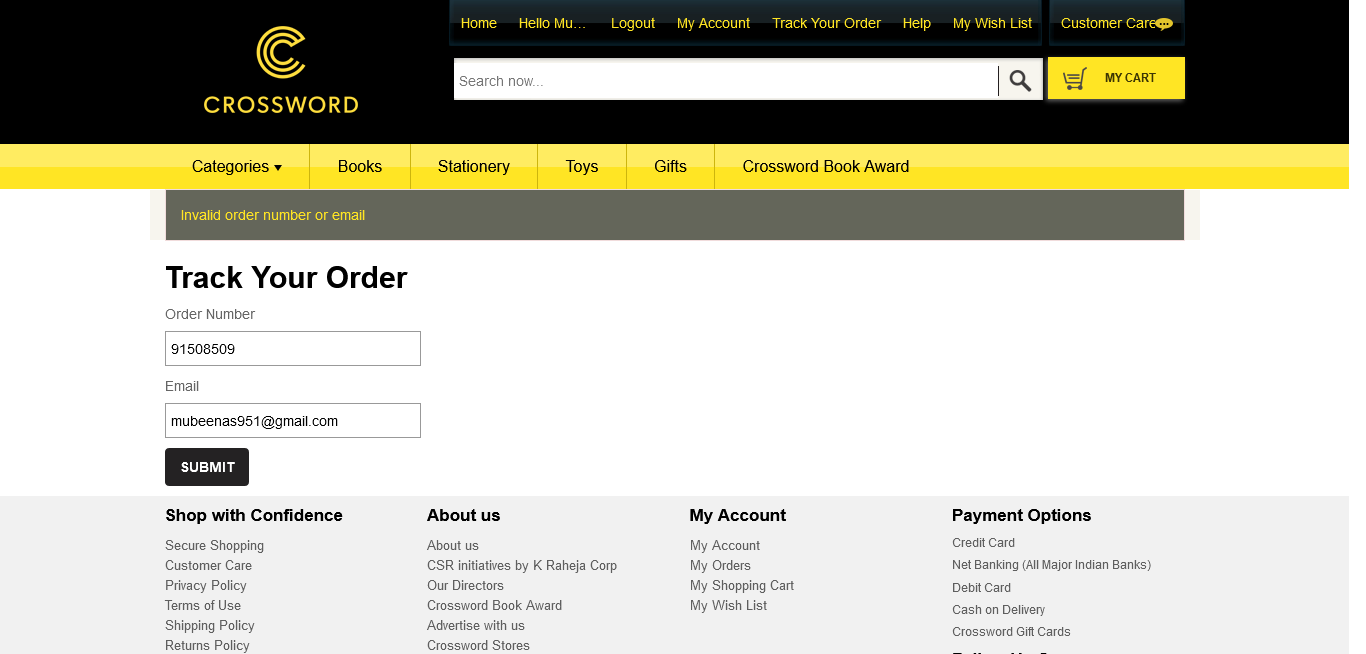 Home Hello Mu... Logout My Account Track Your Order Help My Wish List Customer Care
CROSSWORD
Search now...
MY CART
Categories Books Stationery Toys Gifts Crossword Book Award
Invalid order number or email
Track Your Order
Order Number
91508509
Email
mubeenas951@gmail.com
SUBMIT
Shop with Confidence
Secure Shopping
Customer Care
Privacy Policy
Terms of Use
Shipping Policy
Returns Policy
About us
About us
CSR initiatives by K Raheja Corp
Our Directors
Crossword Book Award
Advertise with us
Crossword Stores
My Account
My Account
My Orders
My Shopping Cart
My Wish List
Payment Options
Credit Card
Net Banking (All Major Indian Banks)
Debit Card
Cash on Delivery
Crossword Gift Cards